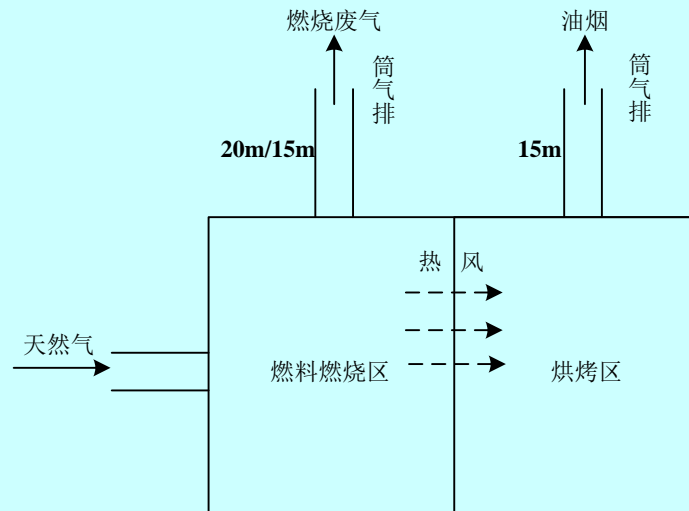 燃烧废气
油烟
筒气排
筒气排
20m/15m
15m
热 风
天然气
燃料燃烧区
烘烤区